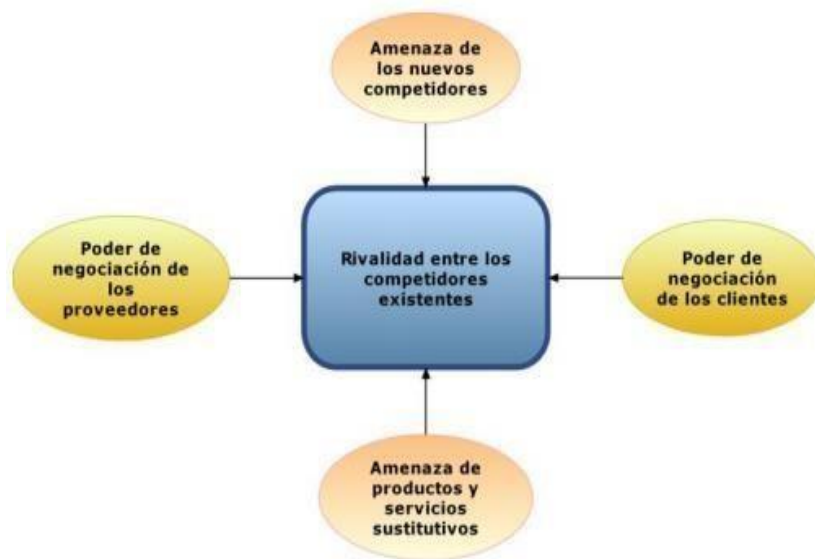 Amenaza de
los nuevos
competidores
Poder de
negociación de
los
proveedores
Rivalidad entre los
competidores
existentes
Poder de
negociación
de los clientes
Amenaza de
productos y
servicios
sustitutivos